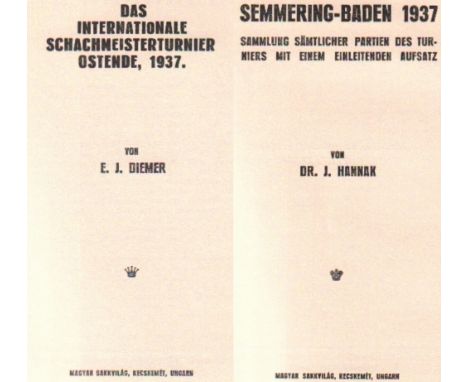 DAS
INTERNATIONALE
SCHACHMEISTERTURNIER
OSTENDE, 1937.
VON
E. J. DIEMER
MAGYAR SAKKVILÁG, KECSKEMÉT, UNGARN
SEMMERING-BADEN 1937
SAMMLUNG SÄMTLICHER PARTIEN DES TUR-
NIERS MIT EINEM EINLEITENDEN AUFSATZ
VON
DR. J. HANNAK
MAGYAR SAKKVILÁG, KECSKEMÉT, UNGARN